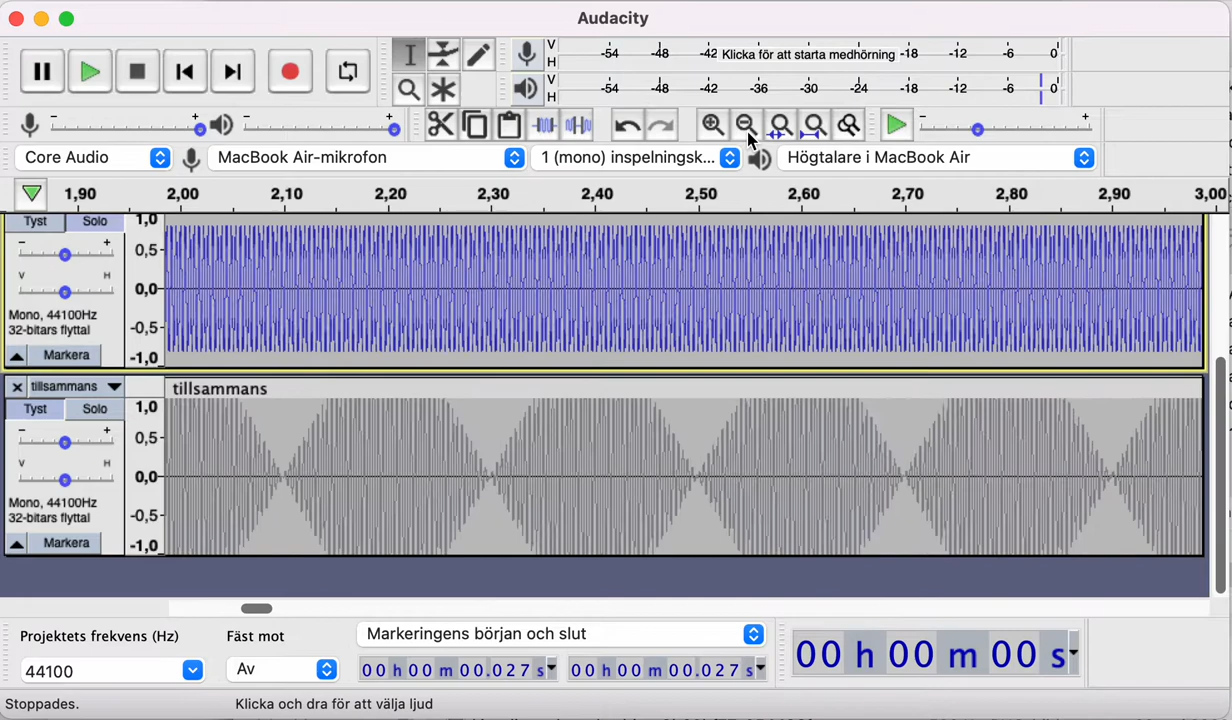 Audacity
V
H
-54 -48 -42 Klicka för att starta medhörning -18 -12 -6 0
V
H
-54 -48 -42 -36 -30 -24 -18 -12 -6 0
Core Audio MacBook Air-mikrofon 1 (mono) inspelningsk... Högtalare i MacBook Air
1,90 2,00 2,10 2,20 2,30 2,40 2,50 2,60 2,70 2,80 2,90 3,00
Tyst Solo
1,0
0,5
V H
0,0
Mono, 44100Hz
-0,5
32-bitars flyttal
Markera
-1,0
tillsammans
tillsammans
Tyst Solo
1,0
0,5
V H
0,0
Mono, 44100Hz
-0,5
32-bitars flyttal
Markera
-1,0
Projektets frekvens (Hz) Fäst mot Markeringens början och slut
44100 Av 00 h 00 m 00.027 s 00 h 00 m 00.027 s 00 h 00 m 00 s
Stoppades. Klicka och dra för att välja ljud